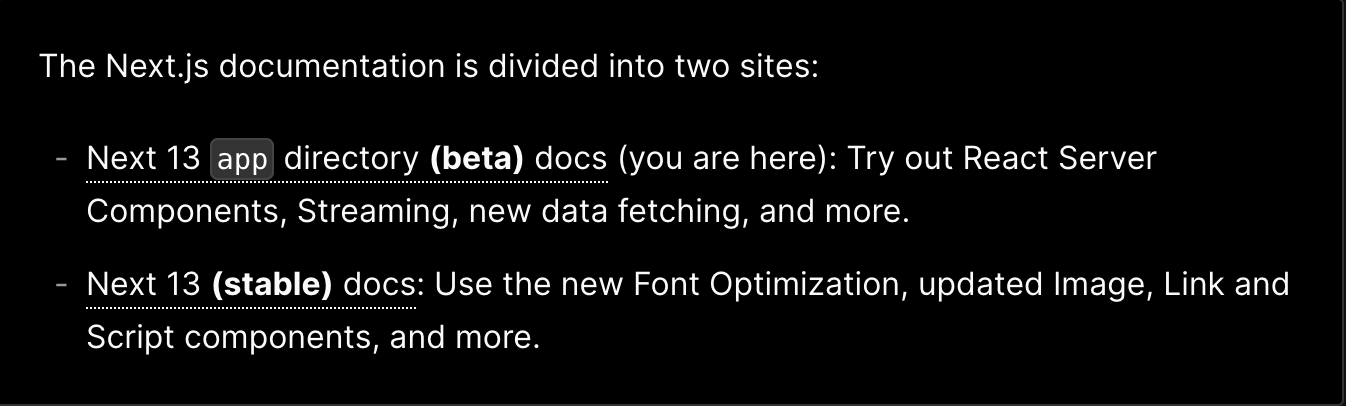 The Next.js documentation is divided into two sites:
- Next 13 app directory (beta) docs (you are here): Try out React Server
Components, Streaming, new data fetching, and more.
- Next 13 (stable) docs: Use the new Font Optimization, updated Image, Link and
Script components, and more.